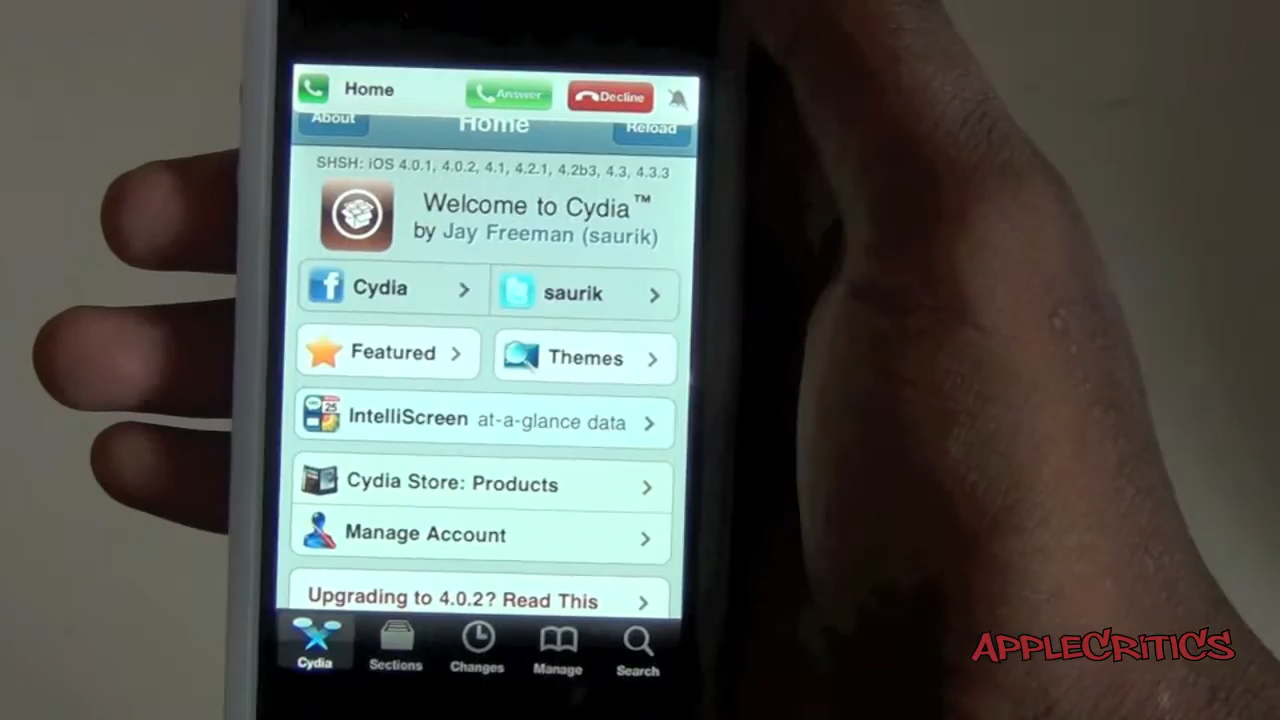 Home
Answer
Decline
About
Home
Reload
SHSH: iOS 4.0.1, 4.0.2, 4.1, 4.2.1, 4.2b3, 4.3, 4.3.3
Welcome to Cydia™
by Jay Freeman (saurik)
Cydia
saurik
Featured
Themes
IntelliScreen at-a-glance data
25
Cydia Store: Products
Manage Account
Upgrading to 4.0.2? Read This
Cydia
Sections
Changes
Manage
Search
APPLECRITICS